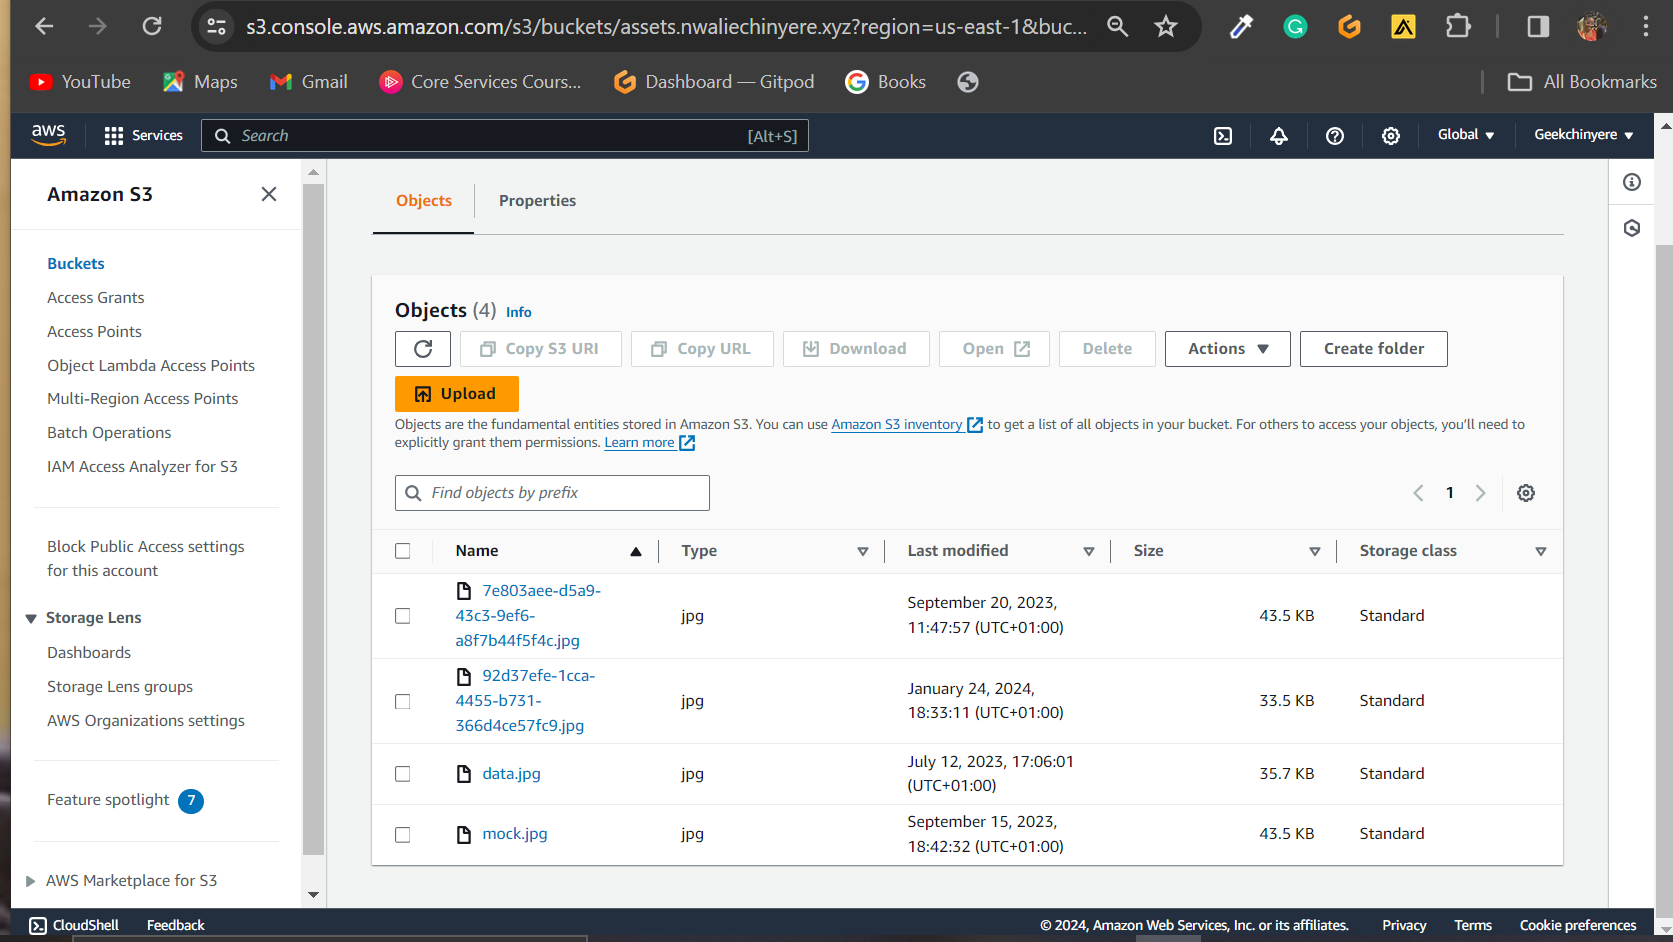 s3.console.aws.amazon.com/s3/buckets/assets.nwaliechinyere.xyz?region=us-east-1&buc...
YouTube Maps Gmail Core Services Cours... Dashboard — Gitpod Books All Bookmarks
aws Services Search [Alt+S] Global Geekchinyere
Amazon S3
Buckets
Access Grants
Access Points
Object Lambda Access Points
Multi-Region Access Points
Batch Operations
IAM Access Analyzer for S3
Block Public Access settings
for this account
Storage Lens
Dashboards
Storage Lens groups
AWS Organizations settings
Feature spotlight 7
AWS Marketplace for S3
Objects Properties
Objects (4) Info
Copy S3 URI Copy URL Download Open Delete Actions Create folder
Upload
Objects are the fundamental entities stored in Amazon S3. You can use Amazon S3 inventory to get a list of all objects in your bucket. For others to access your objects, you'll need to
explicitly grant them permissions. Learn more
Find objects by prefix 1
Name Type Last modified Size Storage class
7e803aee-d5a9-
43c3-9ef6-
a8f7b44f5f4c.jpg
jpg
September 20, 2023,
11:47:57 (UTC+01:00)
43.5 KB
Standard
92d37efe-1cca-
4455-b731-
366d4ce57fc9.jpg
jpg
January 24, 2024,
18:33:11 (UTC+01:00)
33.5 KB
Standard
data.jpg
jpg
July 12, 2023, 17:06:01
(UTC+01:00)
35.7 KB
Standard
mock.jpg
jpg
September 15, 2023,
18:42:32 (UTC+01:00)
43.5 KB
Standard
CloudShell Feedback © 2024, Amazon Web Services, Inc. or its affiliates. Privacy Terms Cookie preferences